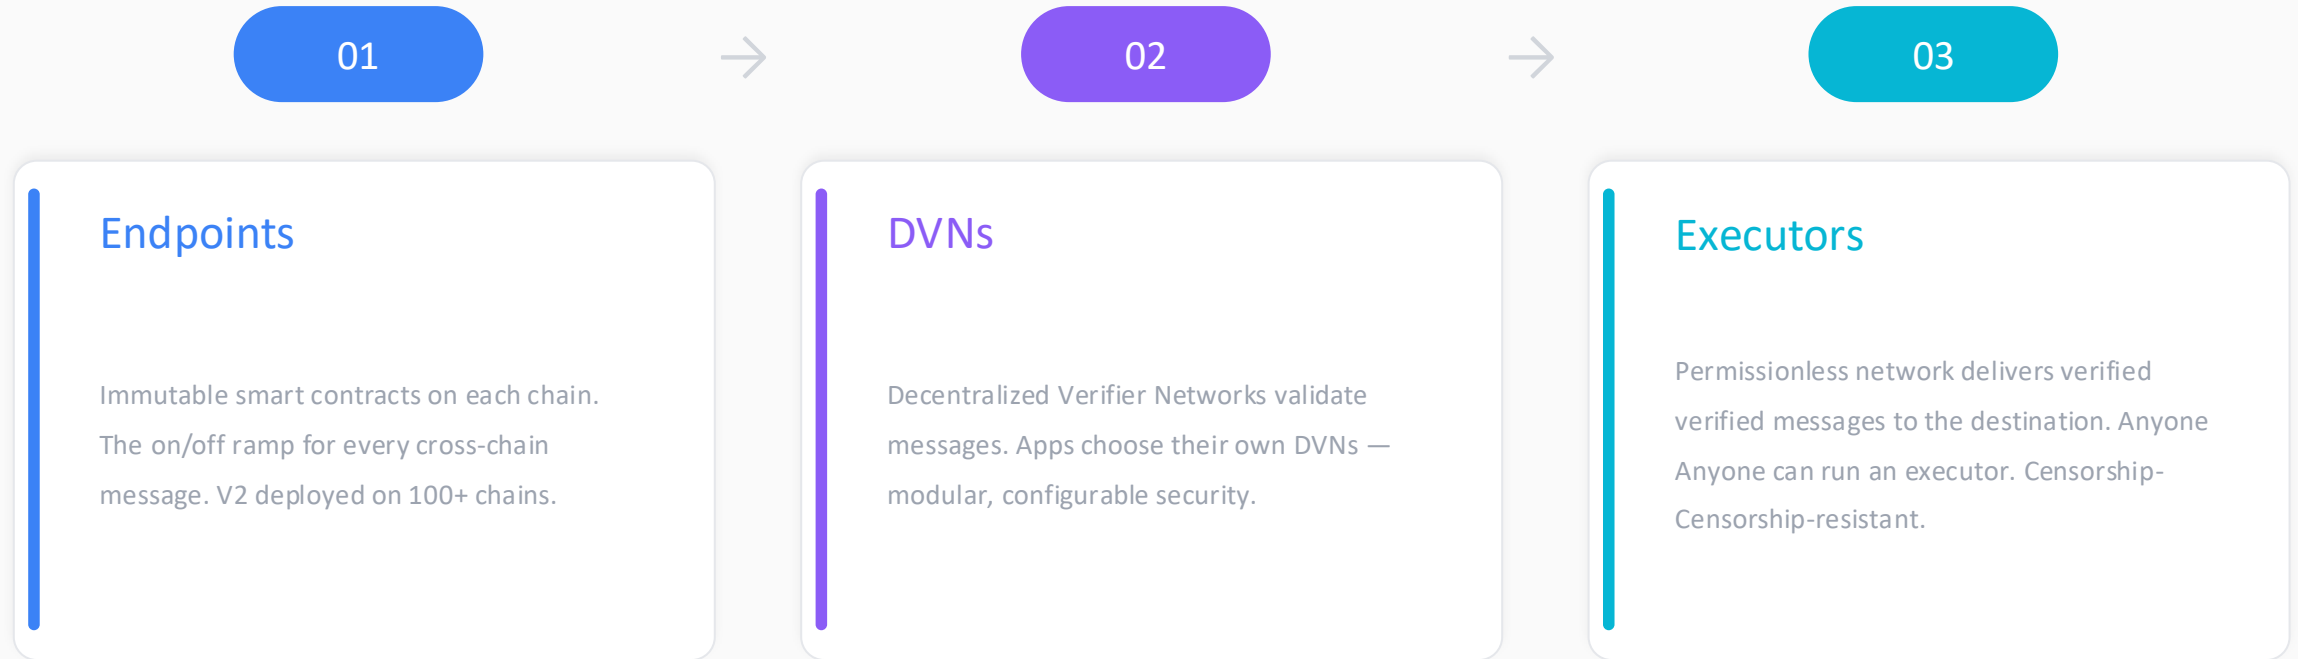 01
02
03
Endpoints
Immutable smart contracts on each chain.
The on/off ramp for every cross-chain
message. V2 deployed on 100+ chains.
DVNs
Decentralized Verifier Networks validate
messages. Apps choose their own DVNs —
modular, configurable security.
Executors
Permissionless network delivers verified
verified messages to the destination. Anyone
Anyone can run an executor. Censorship-
Censorship-resistant.